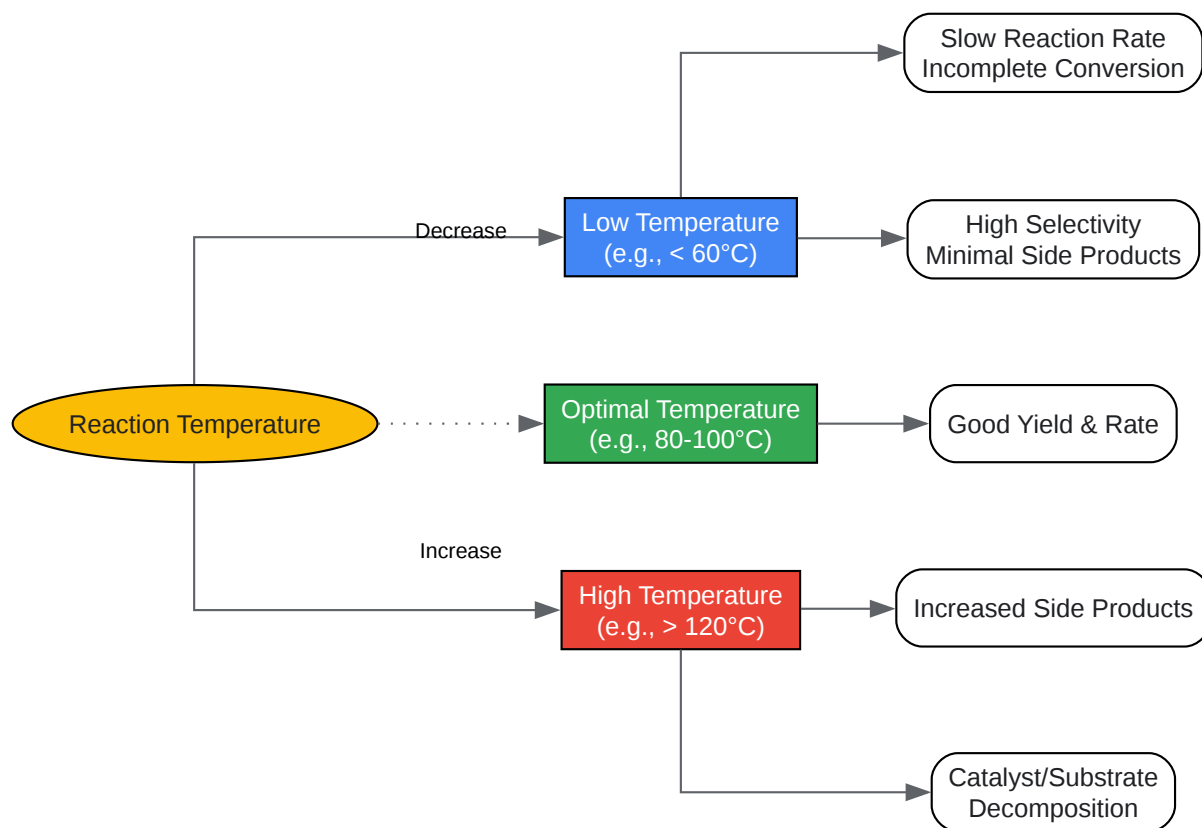 Slow Reaction Rate
Incomplete Conversion
Decrease
Low Temperature
(e.g., < 60°C)
High Selectivity
Minimal Side Products
Reaction Temperature
Optimal Temperature
(e.g., 80-100°C)
Good Yield & Rate
Increase
High Temperature
(e.g., > 120°C)
Increased Side Products
Catalyst/Substrate
Decomposition